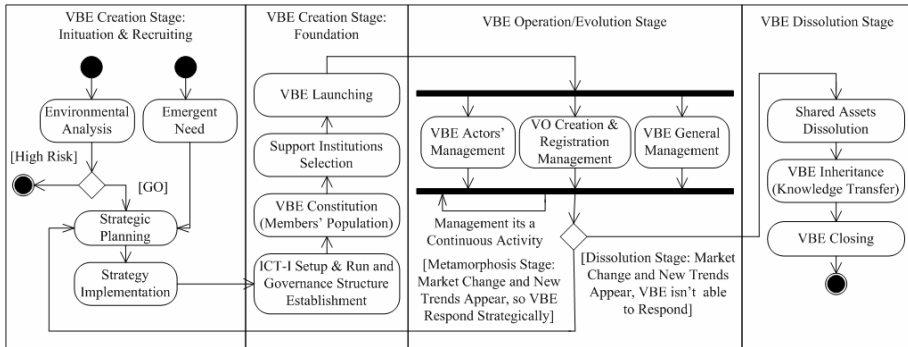 VBE Creation Stage:
Inituation & Recruiting
Environmental
Analysis
Emergent
Need
[High Risk]
[GO]
Strategic
Planning
Strategy
Implementation
VBE Creation Stage:
Foundation
VBE Launching
Support Institutions
Selection
VBE Constitution
(Members' Population)
ICT-I Setup & Run and
Governance Structure
Establishment
VBE Operation/Evolution Stage
VBE Actors'
Management
VO Creation &
Registration
Management
VBE General
Management
Management its a
Continuous Activity
[Metamorphosis Stage:
Market Change and New
Trends Appear, so VBE
Respond Strategically]
[Dissolution Stage: Market
Change and New Trends
Appear, VBE isn't able
to Respond]
VBE Dissolution Stage
Shared Assets
Dissolution
VBE Inheritance
(Knowledge Transfer)
VBE Closing